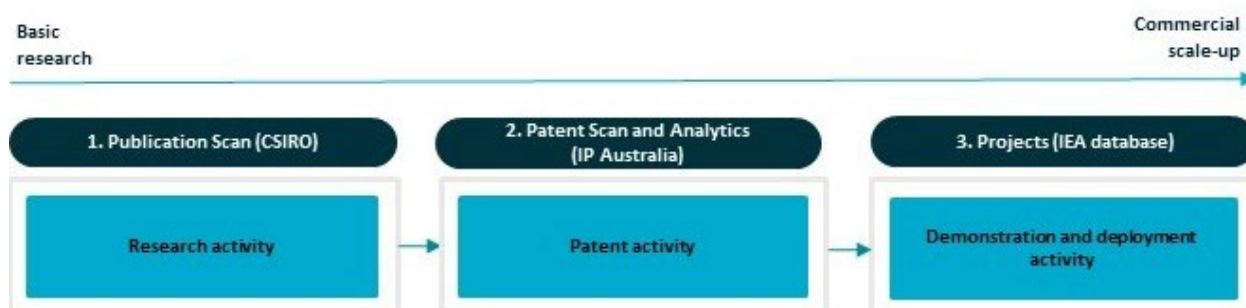 Basic
research
Commercial
scale-up
1. Publication Scan (CSIRO)
2. Patent Scan and Analytics
(IP Australia)
3. Projects (IEA database)
Research activity
Patent activity
Demonstration and deployment
activity